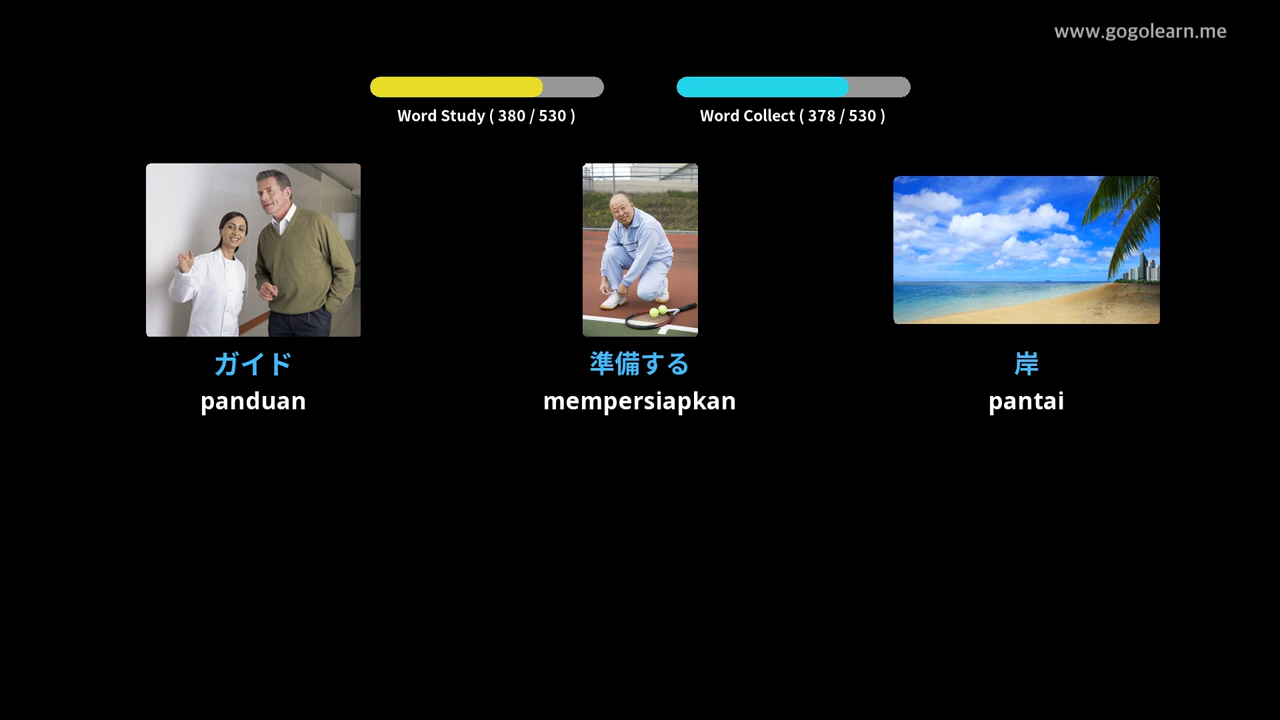 www.gogolearn.me
Word Study ( 380 / 530 )
Word Collect ( 378 / 530 )
ガイド
panduan
準備する
mempersiapkan
岸
pantai